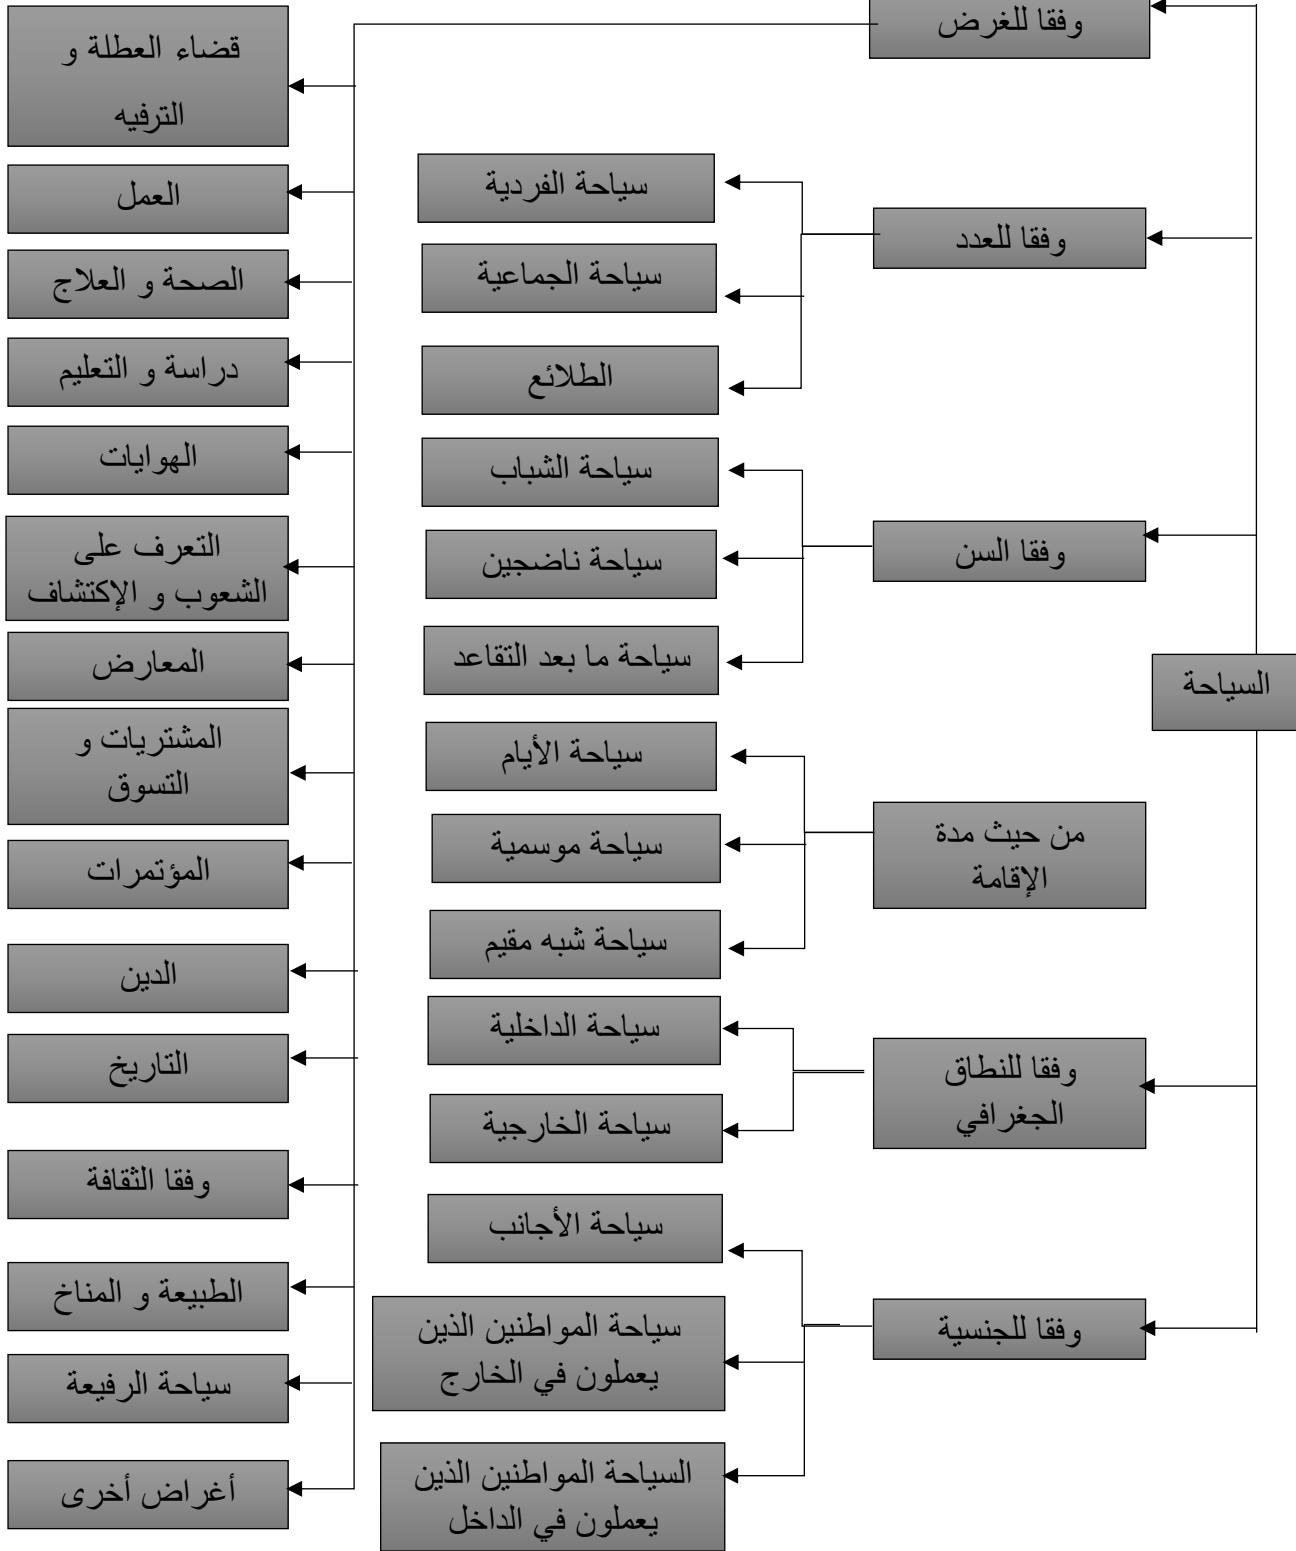 السياحة
وفقا للغرض
وفقا للعدد
وفقا السن
من حيث مدة
الإقامة
وفقا للنطاق
الجغرافي
وفقا للجنسية
سياحة الفردية
سياحة الجماعية
الطلائع
سياحة الشباب
سياحة ناضجين
سياحة ما بعد التقاعد
سياحة الأيام
سياحة موسمية
سياحة شبه مقيم
سياحة الداخلية
سياحة الخارجية
سياحة الأجانب
سياحة المواطنين الذين
يعملون في الخارج
السياحة المواطنين الذين
يعملون في الداخل
قضاء العطلة و
الترفيه
العمل
الصحة و العلاج
دراسة و التعليم
الهوايات
التعرف على
الشعوب و الإكتشاف
المعارض
المشتريات و
التسوق
المؤتمرات
الدين
التاريخ
وفقا الثقافة
الطبيعة و المناخ
سياحة الرفيعة
أغراض أخرى